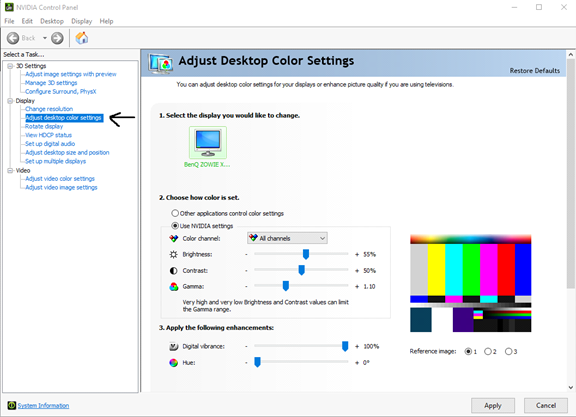 NVIDIA Control Panel
File Edit Desktop Display Help
Back
Select a Task...
3D Settings
Adjust image settings with preview
Manage 3D settings
Configure Surround, PhysX
Display
Change resolution
Adjust desktop color settings
Rotate display
View HDCP status
Set up digital audio
Adjust desktop size and position
Set up multiple displays
Video
Adjust video color settings
Adjust video image settings
System Information
Adjust Desktop Color Settings
Restore Defaults
You can adjust desktop color settings for your displays or enhance picture quality if you are using televisions.
1. Select the display you would like to change.
BenQ ZOWIE X...
2. Choose how color is set.
Other applications control color settings
Use NVIDIA settings
Color channel: All channels
Brightness: - + 55%
Contrast: - + 50%
Gamma: - + 1.10
Very high and very low Brightness and Contrast values can limit
the Gamma range.
3. Apply the following enhancements:
Digital vibrance: - + 100%
Hue: - + 0°
Reference image: 1 2 3
Apply Cancel